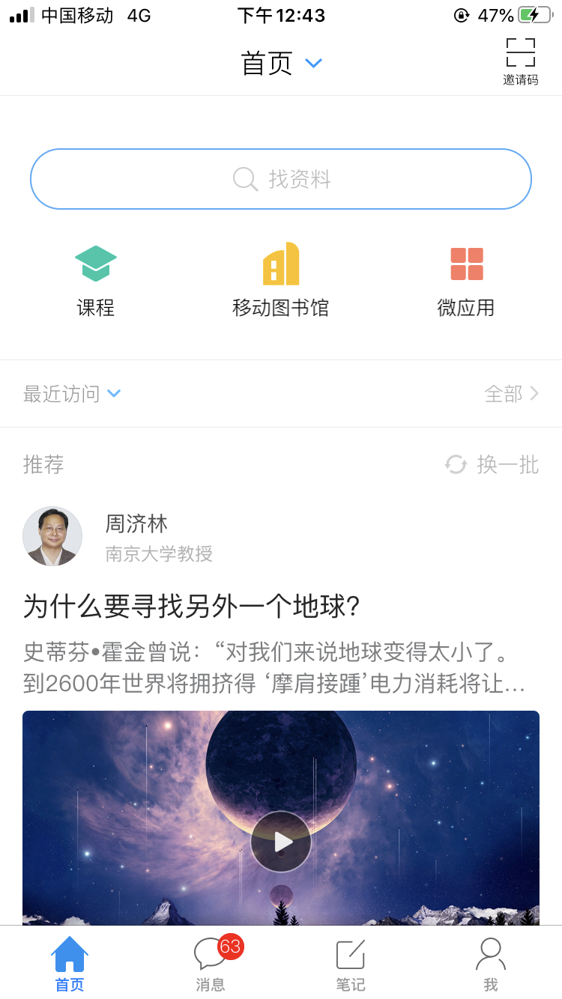 中国移动 4G 下午12:43 47%
首页
邀请码
找资料
课程 移动图书馆 微应用
最近访问 全部
推荐 换一批
周济林
南京大学教授
为什么要寻找另外一个地球?
史蒂芬•霍金曾说：“对我们来说地球变得太小了。
到2600年世界将拥挤得 ‘摩肩接踵’电力消耗将让...
63
首页 消息 笔记 我